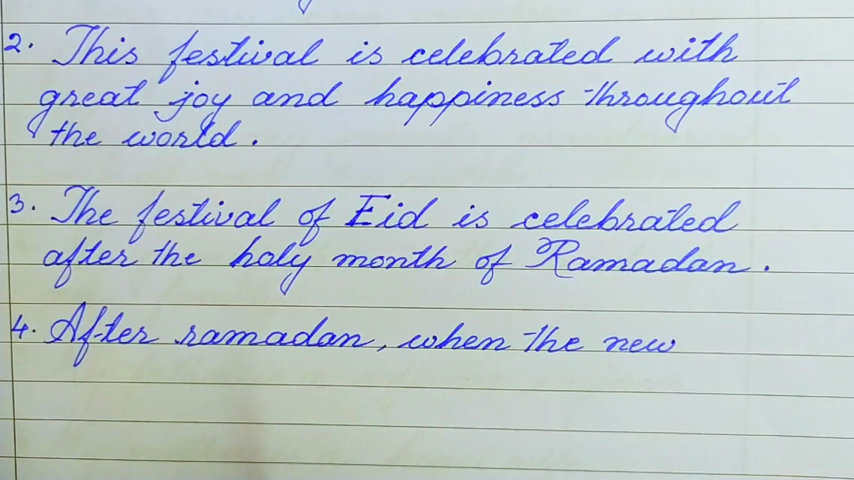 2. This festival is celebrated with
great joy and happiness throughout
the world.
3. The festival of Eid is celebrated
after the holy month of Ramadan.
4. After ramadan, when the new